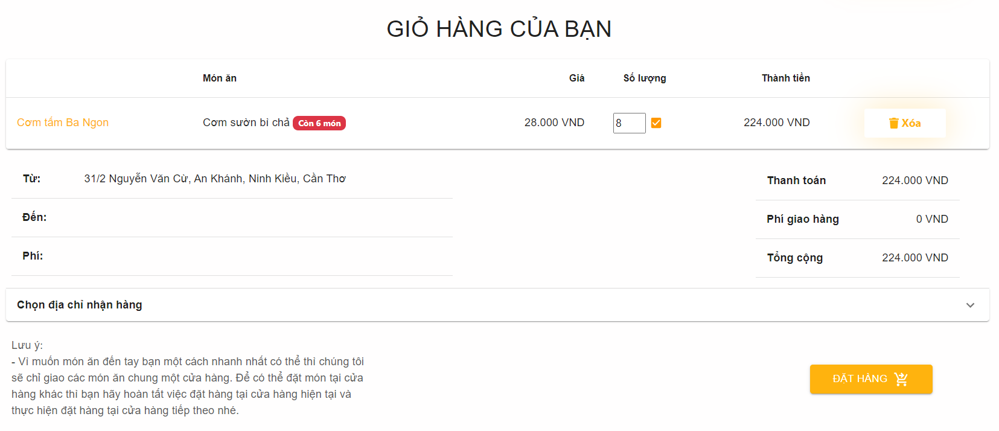 GIỎ HÀNG CỦA BẠN
Món ăn Giá Số lượng Thành tiền
Cơm tấm Ba Ngon Cơm sườn bì chả Còn 6 món 28.000 VND 8 224.000 VND Xóa
Từ: 31/2 Nguyễn Văn Cừ, An Khánh, Ninh Kiều, Cần Thơ
Đến:
Phí:
Thanh toán 224.000 VND
Phí giao hàng 0 VND
Tổng cộng 224.000 VND
Chọn địa chỉ nhận hàng
Lưu ý:
- Vì muốn món ăn đến tay bạn một cách nhanh nhất có thể thì chúng tôi
sẽ chỉ giao các món ăn chung một cửa hàng. Để có thể đặt món tại cửa
hàng khác thì bạn hãy hoàn tất việc đặt hàng tại cửa hàng hiện tại và
thực hiện đặt hàng tại cửa hàng tiếp theo nhé.
ĐẶT HÀNG